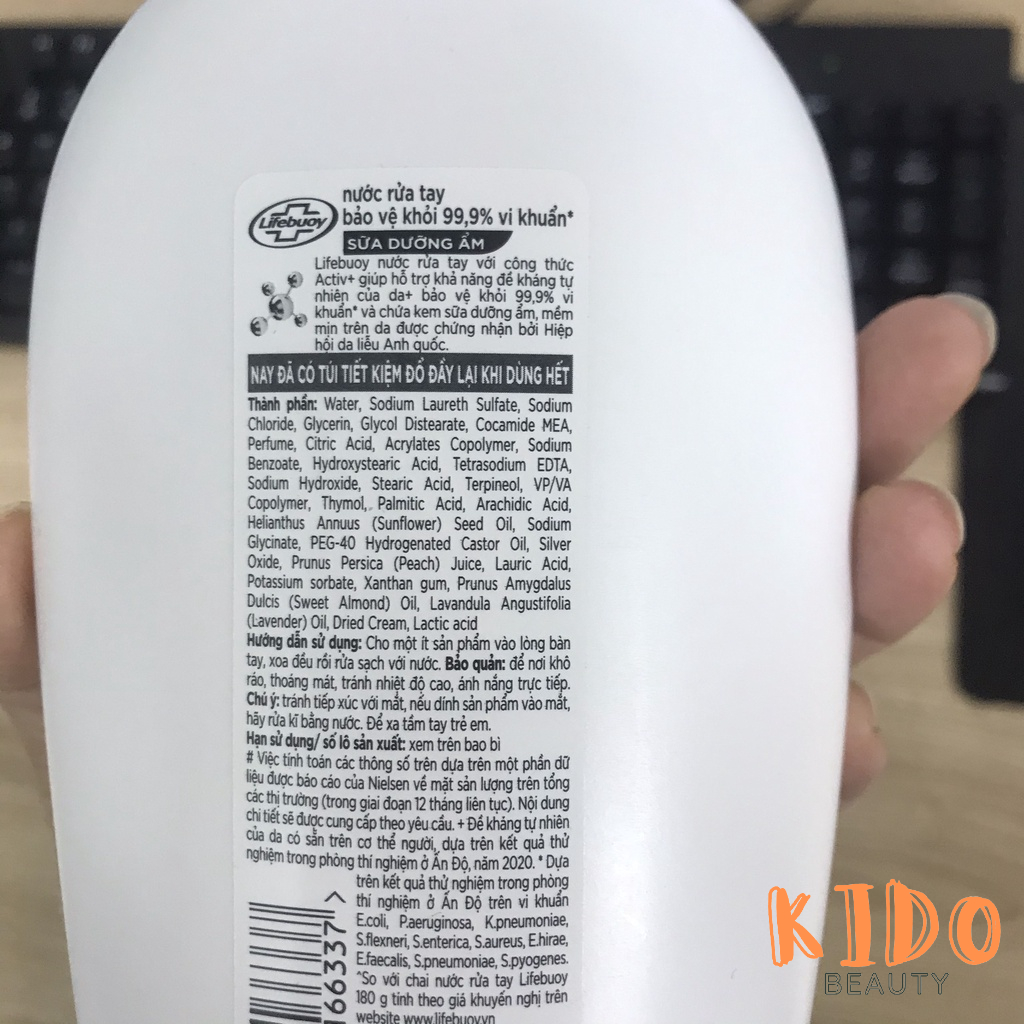 Lifebuoy
nước rửa tay
bảo vệ khỏi 99,9% vi khuẩn*
SỮA DƯỠNG ẨM
Lifebuoy nước rửa tay với công thức
Activ+ giúp hỗ trợ khả năng đề kháng tự
nhiên của da+ bảo vệ khỏi 99,9% vi
khuẩn* và chứa kem sữa dưỡng ẩm, mềm
mịn trên da được chứng nhận bởi Hiệp
hội da liễu Anh quốc.
NAY ĐÃ CÓ TÚI TIẾT KIỆM ĐỔ ĐẦY LẠI KHI DÙNG HẾT
Thành phần: Water, Sodium Laureth Sulfate, Sodium
Chloride, Glycerin, Glycol Distearate, Cocamide MEA,
Perfume, Citric Acid, Acrylates Copolymer, Sodium
Benzoate, Hydroxystearic Acid, Tetrasodium EDTA,
Sodium Hydroxide, Stearic Acid, Terpineol, VP/VA
Copolymer, Thymol, Palmitic Acid, Arachidic Acid,
Helianthus Annuus (Sunflower) Seed Oil, Sodium
Glycinate, PEG-40 Hydrogenated Castor Oil, Silver
Oxide, Prunus Persica (Peach) Juice, Lauric Acid,
Potassium sorbate, Xanthan gum, Prunus Amygdalus
Dulcis (Sweet Almond) Oil, Lavandula Angustifolia
(Lavender) Oil, Dried Cream, Lactic acid
Hướng dẫn sử dụng: Cho một ít sản phẩm vào lòng bàn
tay, xoa đều rồi rửa sạch với nước. Bảo quản: để nơi khô
ráo, thoáng mát, tránh nhiệt độ cao, ánh nắng trực tiếp.
Chú ý: tránh tiếp xúc với mắt, nếu dính sản phẩm vào mắt,
hãy rửa kĩ bằng nước. Để xa tầm tay trẻ em.
Hạn sử dụng/ số lô sản xuất: xem trên bao bì
# Việc tính toán các thông số trên dựa trên một phần dữ
liệu được báo cáo của Nielsen về mặt sản lượng trên tổng
các thị trường (trong giai đoạn 12 tháng liên tục). Nội dung
chi tiết sẽ được cung cấp theo yêu cầu. + Đề kháng tự nhiên
của da có sẵn trên cơ thể người, dựa trên kết quả thử
nghiệm trong phòng thí nghiệm ở Ấn Độ, năm 2020. * Dựa
trên kết quả thử nghiệm trong phòng
thí nghiệm ở Ấn Độ trên vi khuẩn
E.coli, P.aeruginosa, K.pneumoniae,
S.flexneri, S.enterica, S.aureus, E.hirae,
E.faecalis, S.pneumoniae, S.pyogenes.
^So với chai nước rửa tay Lifebuoy
180 g tính theo giá khuyến nghị trên
website www.lifebuoy.vn
166337 >
KIDO
BEAUTY